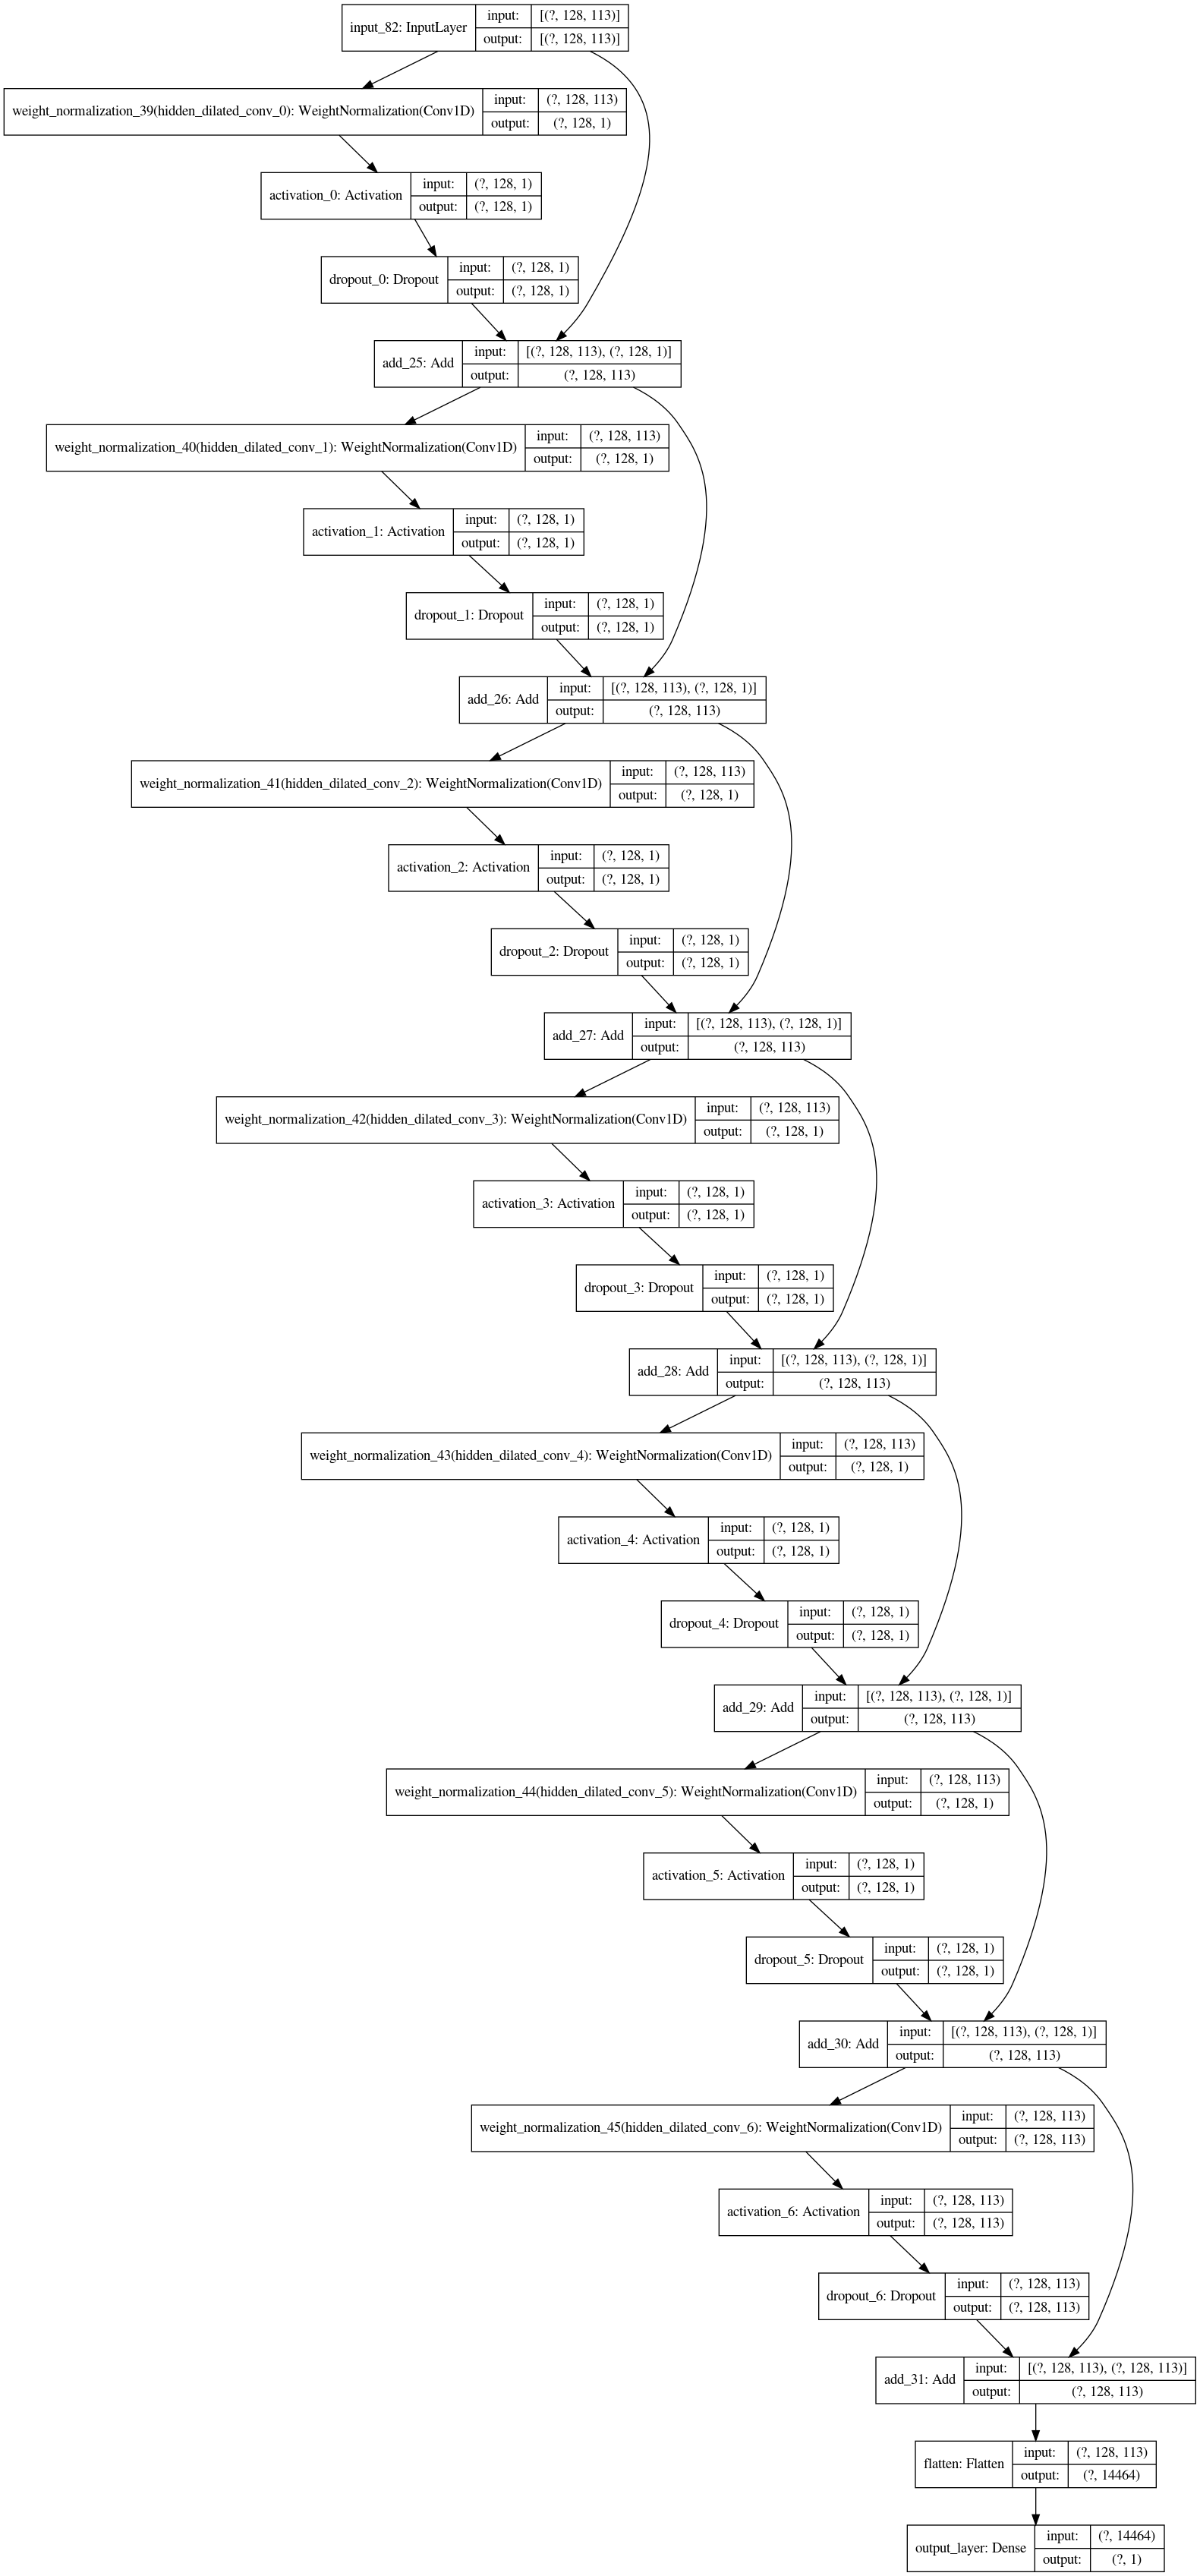 input_82: InputLayer
input: [(?, 128, 113)]
output: [(?, 128, 113)]
weight_normalization_39(hidden_dilated_conv_0): WeightNormalization(Conv1D)
input: (?, 128, 113)
output: (?, 128, 1)
activation_0: Activation
input: (?, 128, 1)
output: (?, 128, 1)
dropout_0: Dropout
input: (?, 128, 1)
output: (?, 128, 1)
add_25: Add
input: [(?, 128, 113), (?, 128, 1)]
output: (?, 128, 113)
weight_normalization_40(hidden_dilated_conv_1): WeightNormalization(Conv1D)
input: (?, 128, 113)
output: (?, 128, 1)
activation_1: Activation
input: (?, 128, 1)
output: (?, 128, 1)
dropout_1: Dropout
input: (?, 128, 1)
output: (?, 128, 1)
add_26: Add
input: [(?, 128, 113), (?, 128, 1)]
output: (?, 128, 113)
weight_normalization_41(hidden_dilated_conv_2): WeightNormalization(Conv1D)
input: (?, 128, 113)
output: (?, 128, 1)
activation_2: Activation
input: (?, 128, 1)
output: (?, 128, 1)
dropout_2: Dropout
input: (?, 128, 1)
output: (?, 128, 1)
add_27: Add
input: [(?, 128, 113), (?, 128, 1)]
output: (?, 128, 113)
weight_normalization_42(hidden_dilated_conv_3): WeightNormalization(Conv1D)
input: (?, 128, 113)
output: (?, 128, 1)
activation_3: Activation
input: (?, 128, 1)
output: (?, 128, 1)
dropout_3: Dropout
input: (?, 128, 1)
output: (?, 128, 1)
add_28: Add
input: [(?, 128, 113), (?, 128, 1)]
output: (?, 128, 113)
weight_normalization_43(hidden_dilated_conv_4): WeightNormalization(Conv1D)
input: (?, 128, 113)
output: (?, 128, 1)
activation_4: Activation
input: (?, 128, 1)
output: (?, 128, 1)
dropout_4: Dropout
input: (?, 128, 1)
output: (?, 128, 1)
add_29: Add
input: [(?, 128, 113), (?, 128, 1)]
output: (?, 128, 113)
weight_normalization_44(hidden_dilated_conv_5): WeightNormalization(Conv1D)
input: (?, 128, 113)
output: (?, 128, 1)
activation_5: Activation
input: (?, 128, 1)
output: (?, 128, 1)
dropout_5: Dropout
input: (?, 128, 1)
output: (?, 128, 1)
add_30: Add
input: [(?, 128, 113), (?, 128, 1)]
output: (?, 128, 113)
weight_normalization_45(hidden_dilated_conv_6): WeightNormalization(Conv1D)
input: (?, 128, 113)
output: (?, 128, 113)
activation_6: Activation
input: (?, 128, 113)
output: (?, 128, 113)
dropout_6: Dropout
input: (?, 128, 113)
output: (?, 128, 113)
add_31: Add
input: [(?, 128, 113), (?, 128, 113)]
output: (?, 128, 113)
flatten: Flatten
input: (?, 128, 113)
output: (?, 14464)
output_layer: Dense
input: (?, 14464)
output: (?, 1)